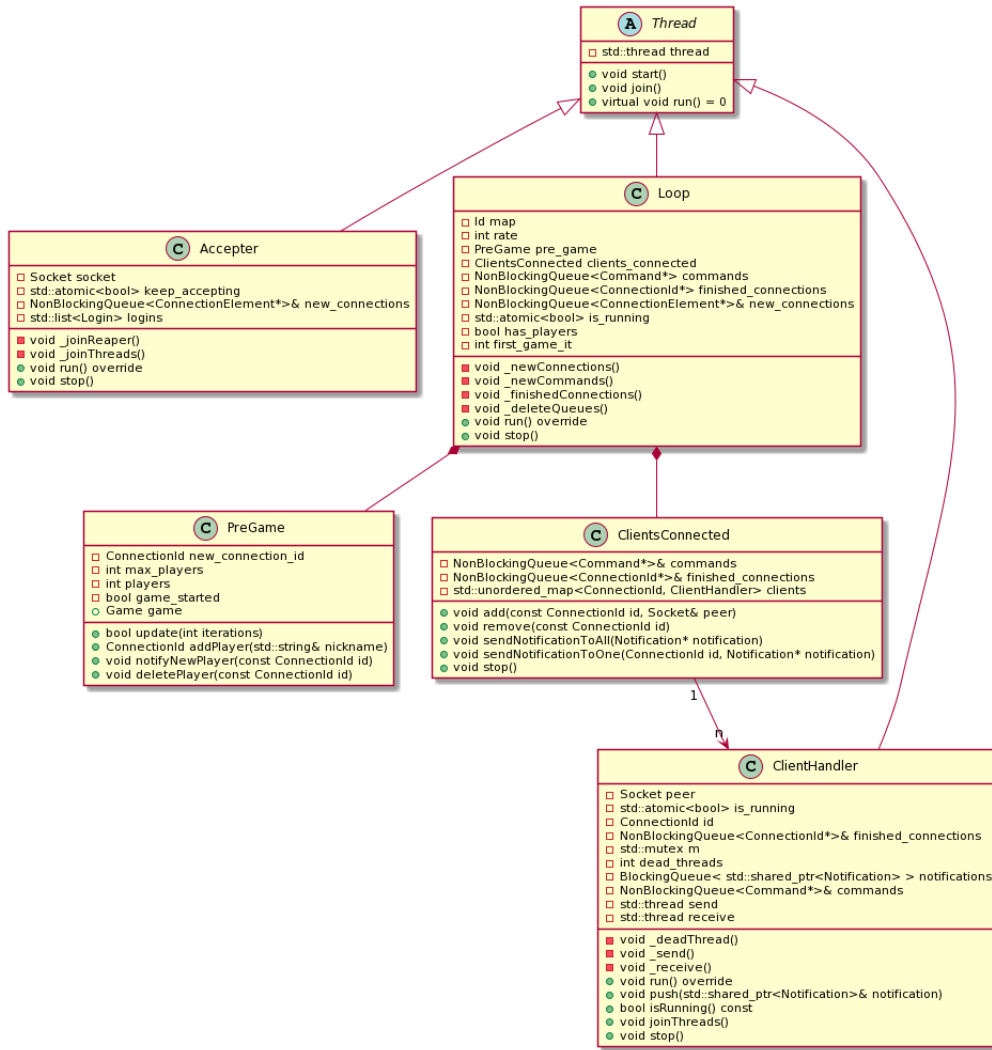 A Thread
std::thread thread
void start()
void join()
virtual void run() = 0
C Accepter
Socket socket
std::atomic<bool> keep_accepting
NonBlockingQueue<ConnectionElement*>& new_connections
std::list<Login> logins
void _joinReaper()
void _joinThreads()
void run() override
void stop()
C Loop
Id map
int rate
PreGame pre_game
ClientsConnected clients_connected
NonBlockingQueue<Command*> commands
NonBlockingQueue<ConnectionId*> finished_connections
NonBlockingQueue<ConnectionElement*>& new_connections
std::atomic<bool> is_running
bool has_players
int first_game_it
void _newConnections()
void _newCommands()
void _finishedConnections()
void _deleteQueues()
void run() override
void stop()
C PreGame
ConnectionId new_connection_id
int max_players
int players
bool game_started
Game game
bool update(int iterations)
ConnectionId addPlayer(std::string& nickname)
void notifyNewPlayer(const ConnectionId id)
void deletePlayer(const ConnectionId id)
C ClientsConnected
NonBlockingQueue<Command*>& commands
NonBlockingQueue<ConnectionId*>& finished_connections
std::unordered_map<ConnectionId, ClientHandler> clients
void add(const ConnectionId id, Socket& peer)
void remove(const ConnectionId id)
void sendNotificationToAll(Notification* notification)
void sendNotificationToOne(ConnectionId id, Notification* notification)
void stop()
1
n
C ClientHandler
Socket peer
std::atomic<bool> is_running
ConnectionId id
NonBlockingQueue<ConnectionId*>& finished_connections
std::mutex m
int dead_threads
BlockingQueue< std::shared_ptr<Notification> > notifications
NonBlockingQueue<Command*>& commands
std::thread send
std::thread receive
void _deadThread()
void _send()
void _receive()
void run() override
void push(std::shared_ptr<Notification>& notification)
bool isRunning() const
void joinThreads()
void stop()